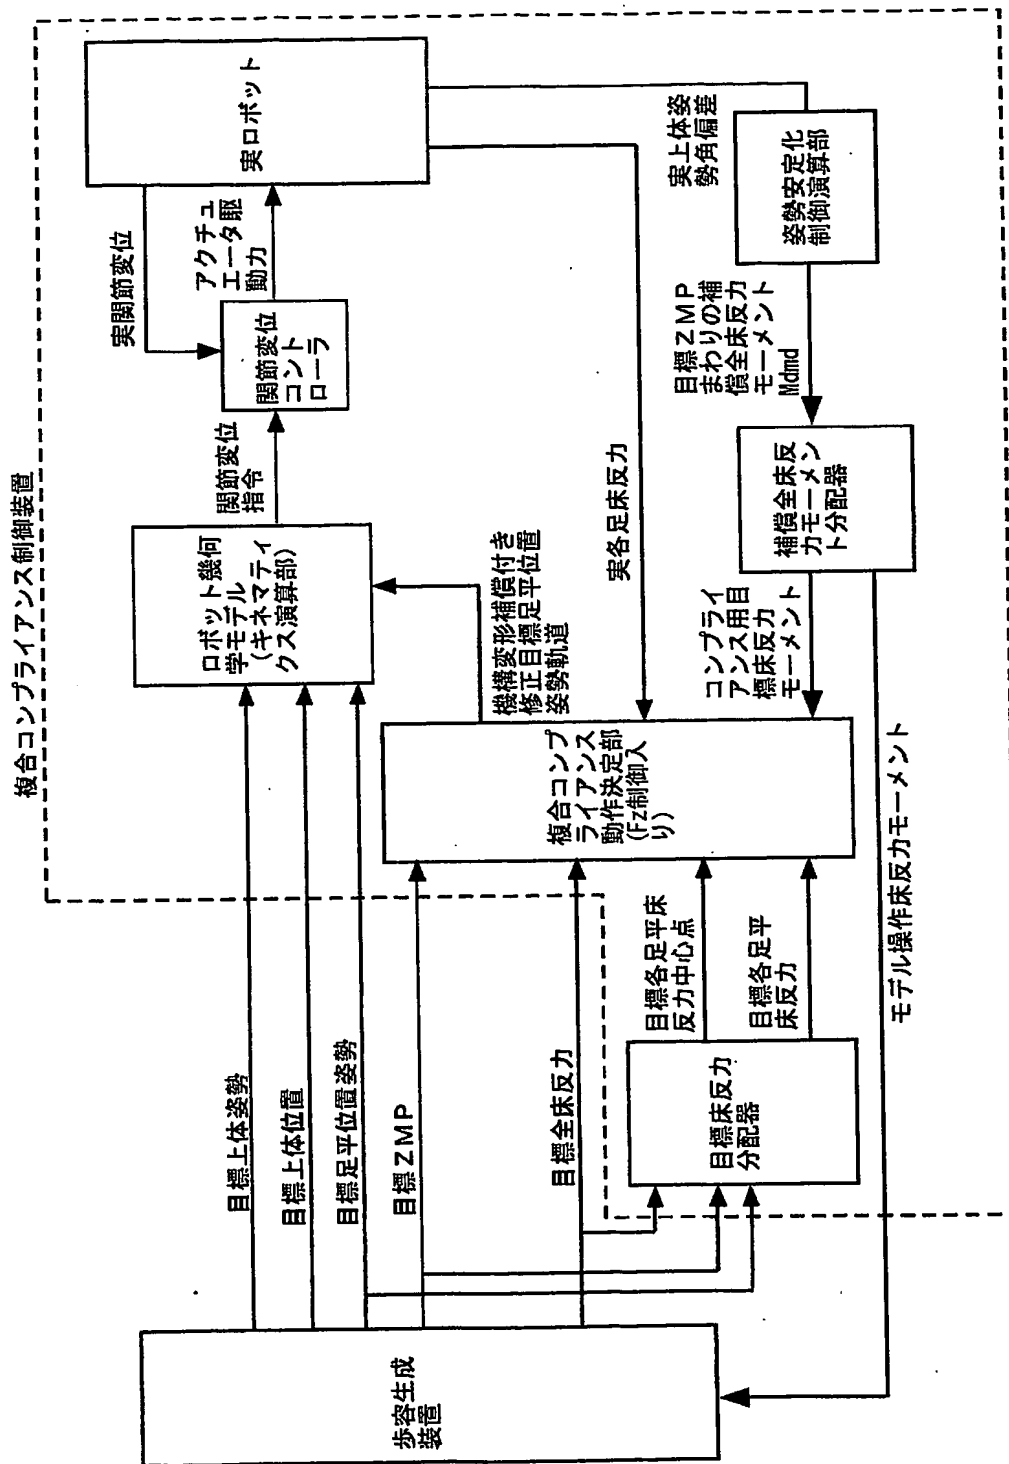 複合コンプライアンス制御装置
歩容生成
装置
目標上体姿勢
目標上体位置
目標足平位置姿勢
目標ZMP
目標全床反力
目標床反力
分配器
目標各足平床
反力中心点
目標各足平
床反力
モデル操作床反力モーメント
ロボット幾何
学モデル
(キネマティ
クス演算部)
機構変形補償付き
修正目標足平位置
姿勢軌道
複合コンプ
ライアンス
動作決定部
(Fz制御入
り)
関節変位
指令
関節変位
コント
ローラ
実関節変位
アクチュ
エータ駆
動力
実ロボット
実各足床反力
コンプライ
アンス用目
標床反力
モーメント
補償全床反
力モーメン
ト分配器
目標ZMP
まわりの補
償全床反力
モーメント
Mdmd
姿勢安定化
制御演算部
実上体姿
勢角偏差